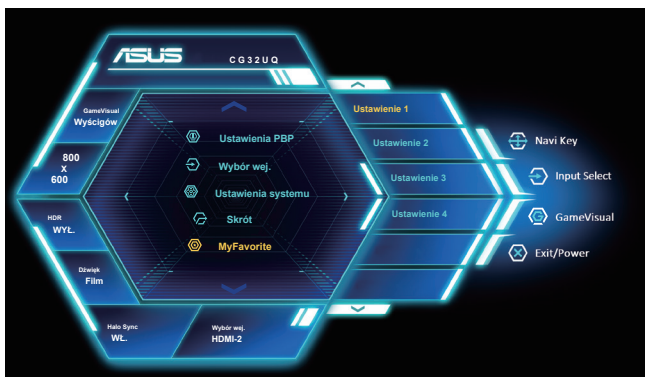 ASUS
CG32UQ
GameVisual
Wyścigów
800
X
600
HDR
WYŁ.
Dźwięk
Film
Halo Sync
WŁ.
Wybór wej.
HDMI-2
Ustawienia PBP
Wybór wej.
Ustawienia systemu
Skrót
MyFavorite
Ustawienie 1
Ustawienie 2
Ustawienie 3
Ustawienie 4
Navi Key
Input Select
GameVisual
Exit/Power